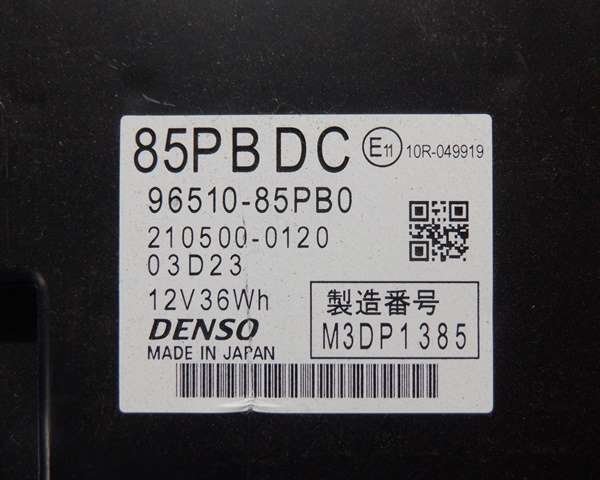 85PB DC E11 10R-049919
96510-85PB0
210500-0120
03D23
12V36Wh
DENSO
MADE IN JAPAN
製造番号
M3DP1385